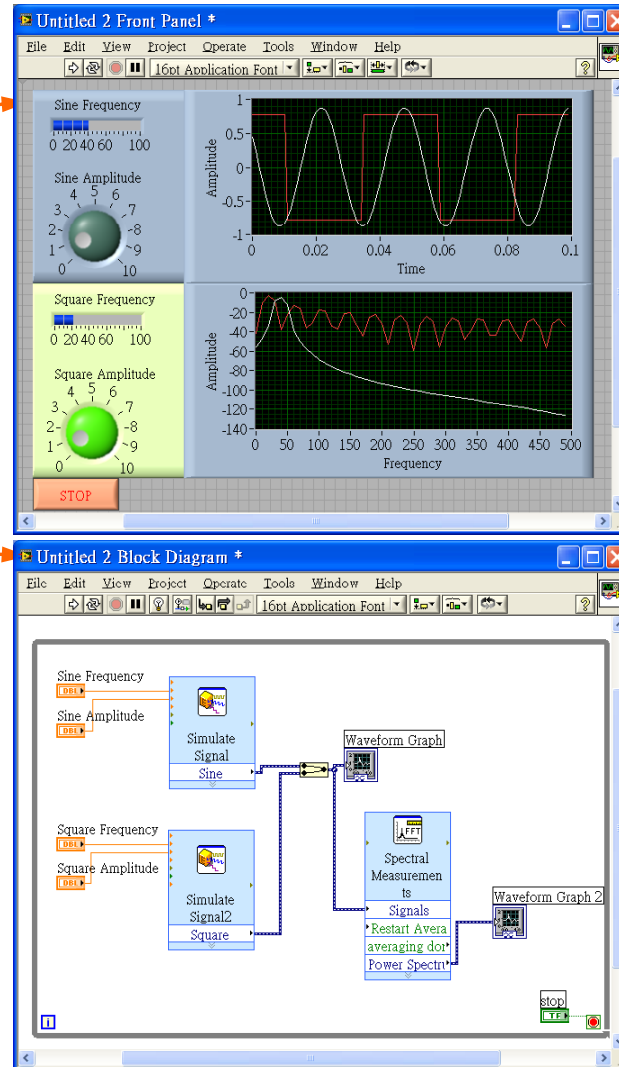 Untitled 2 Front Panel *
File Edit View Project Operate Tools Window Help
16pt Application Font
?
Sine Frequency
0 20 40 60 100
Sine Amplitude
0 1 2 3 4 5 6 7 8 9 10
Amplitude
1
0.5
0
-0.5
-1
0 0.02 0.04 0.06 0.08 0.1
Time
Square Frequency
0 20 40 60 100
Square Amplitude
0 1 2 3 4 5 6 7 8 9 10
Amplitude
0
-20
-40
-60
-80
-100
-120
-140
0 50 100 150 200 250 300 350 400 450 500
Frequency
STOP
Untitled 2 Block Diagram *
File Edit View Project Operate Tools Window Help
16pt Application Font
?
Sine Frequency
DBL
Sine Amplitude
DBL
Simulate
Signal
Sine
Waveform Graph
Square Frequency
DBL
Square Amplitude
DBL
Simulate
Signal2
Square
FFT
Spectral
Measuremen
ts
Signals
Restart Avera
averaging dor
Power Spectru
Waveform Graph 2
stop
TF
i